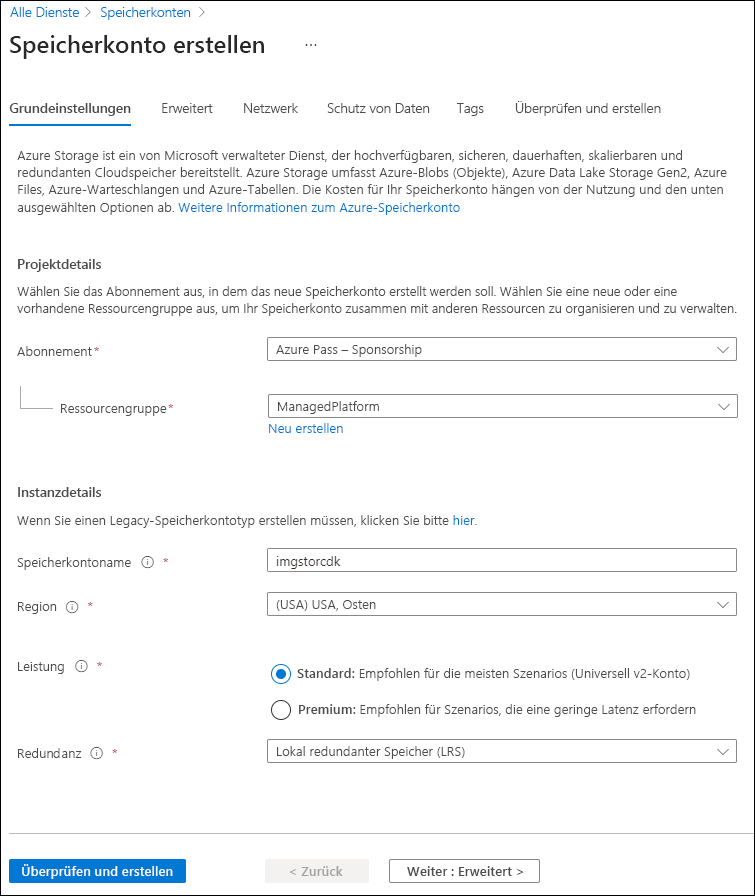 Alle Dienste > Speicherkonten >
Speicherkonto erstellen ...
Grundeinstellungen Erweitert Netzwerk Schutz von Daten Tags Überprüfen und erstellen
Azure Storage ist ein von Microsoft verwalteter Dienst, der hochverfügbaren, sicheren, dauerhaften, skalierbaren und
redundanten Cloudspeicher bereitstellt. Azure Storage umfasst Azure-Blobs (Objekte), Azure Data Lake Storage Gen2, Azure
Files, Azure-Warteschlangen und Azure-Tabellen. Die Kosten für Ihr Speicherkonto hängen von der Nutzung und den unten
ausgewählten Optionen ab. Weitere Informationen zum Azure-Speicherkonto
Projektdetails
Wählen Sie das Abonnement aus, in dem das neue Speicherkonto erstellt werden soll. Wählen Sie eine neue oder eine
vorhandene Ressourcengruppe aus, um Ihr Speicherkonto zusammen mit anderen Ressourcen zu organisieren und zu verwalten.
Abonnement* Azure Pass – Sponsorship
Ressourcengruppe* ManagedPlatform
Neu erstellen
Instanzdetails
Wenn Sie einen Legacy-Speicherkontotyp erstellen müssen, klicken Sie bitte hier.
Speicherkontoname * imgstorcdk
Region * (USA) USA, Osten
Leistung * Standard: Empfohlen für die meisten Szenarios (Universell v2-Konto)
Premium: Empfohlen für Szenarios, die eine geringe Latenz erfordern
Redundanz * Lokal redundanter Speicher (LRS)
Überprüfen und erstellen < Zurück Weiter : Erweitert >